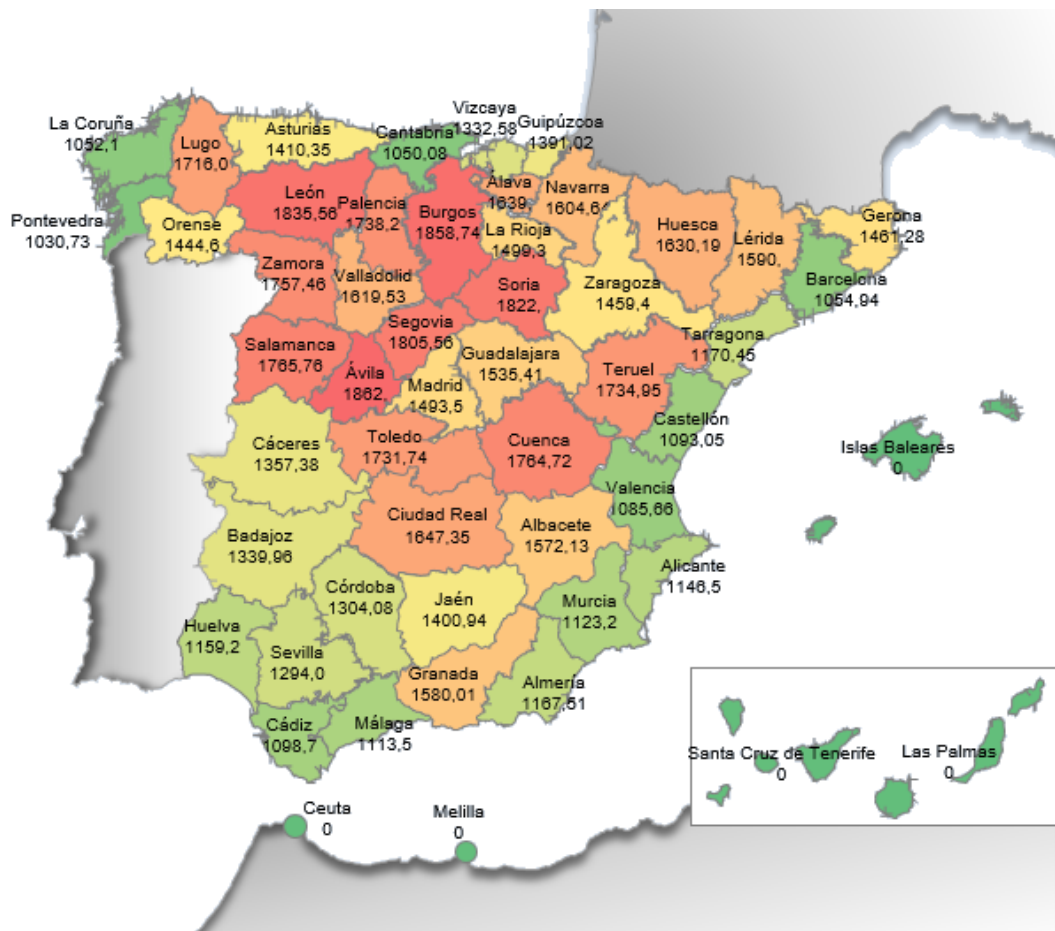 La Coruña
1052,1
Lugo
1716,0
Asturias
1410,35
Cantabria
1050,08
Vizcaya
1332,58
Guipúzcoa
1391,02
Pontevedra
1030,73
Orense
1444,6
León
1835,56
Palencia
1738,2
Burgos
1858,74
Álava
1639,
Navarra
1604,64
La Rioja
1499,3
Huesca
1630,19
Lérida
1590,
Gerona
1461,28
Barcelona
1054,94
Zamora
1757,46
Valladolid
1619,53
Soria
1822,
Zaragoza
1459,4
Tarragona
1170,45
Salamanca
1765,76
Ávila
1862,
Segovia
1805,56
Madrid
1493,5
Guadalajara
1535,41
Teruel
1734,95
Castellón
1093,05
Islas Baleares
0
Cáceres
1357,38
Toledo
1731,74
Cuenca
1764,72
Valencia
1085,66
Badajoz
1339,96
Ciudad Real
1647,35
Albacete
1572,13
Alicante
1146,5
Huelva
1159,2
Sevilla
1294,0
Córdoba
1304,08
Jaén
1400,94
Murcia
1123,2
Granada
1580,01
Almería
1167,51
Cádiz
1098,7
Málaga
1113,5
Santa Cruz de Tenerife
0
Las Palmas
0
Ceuta
0
Melilla
0